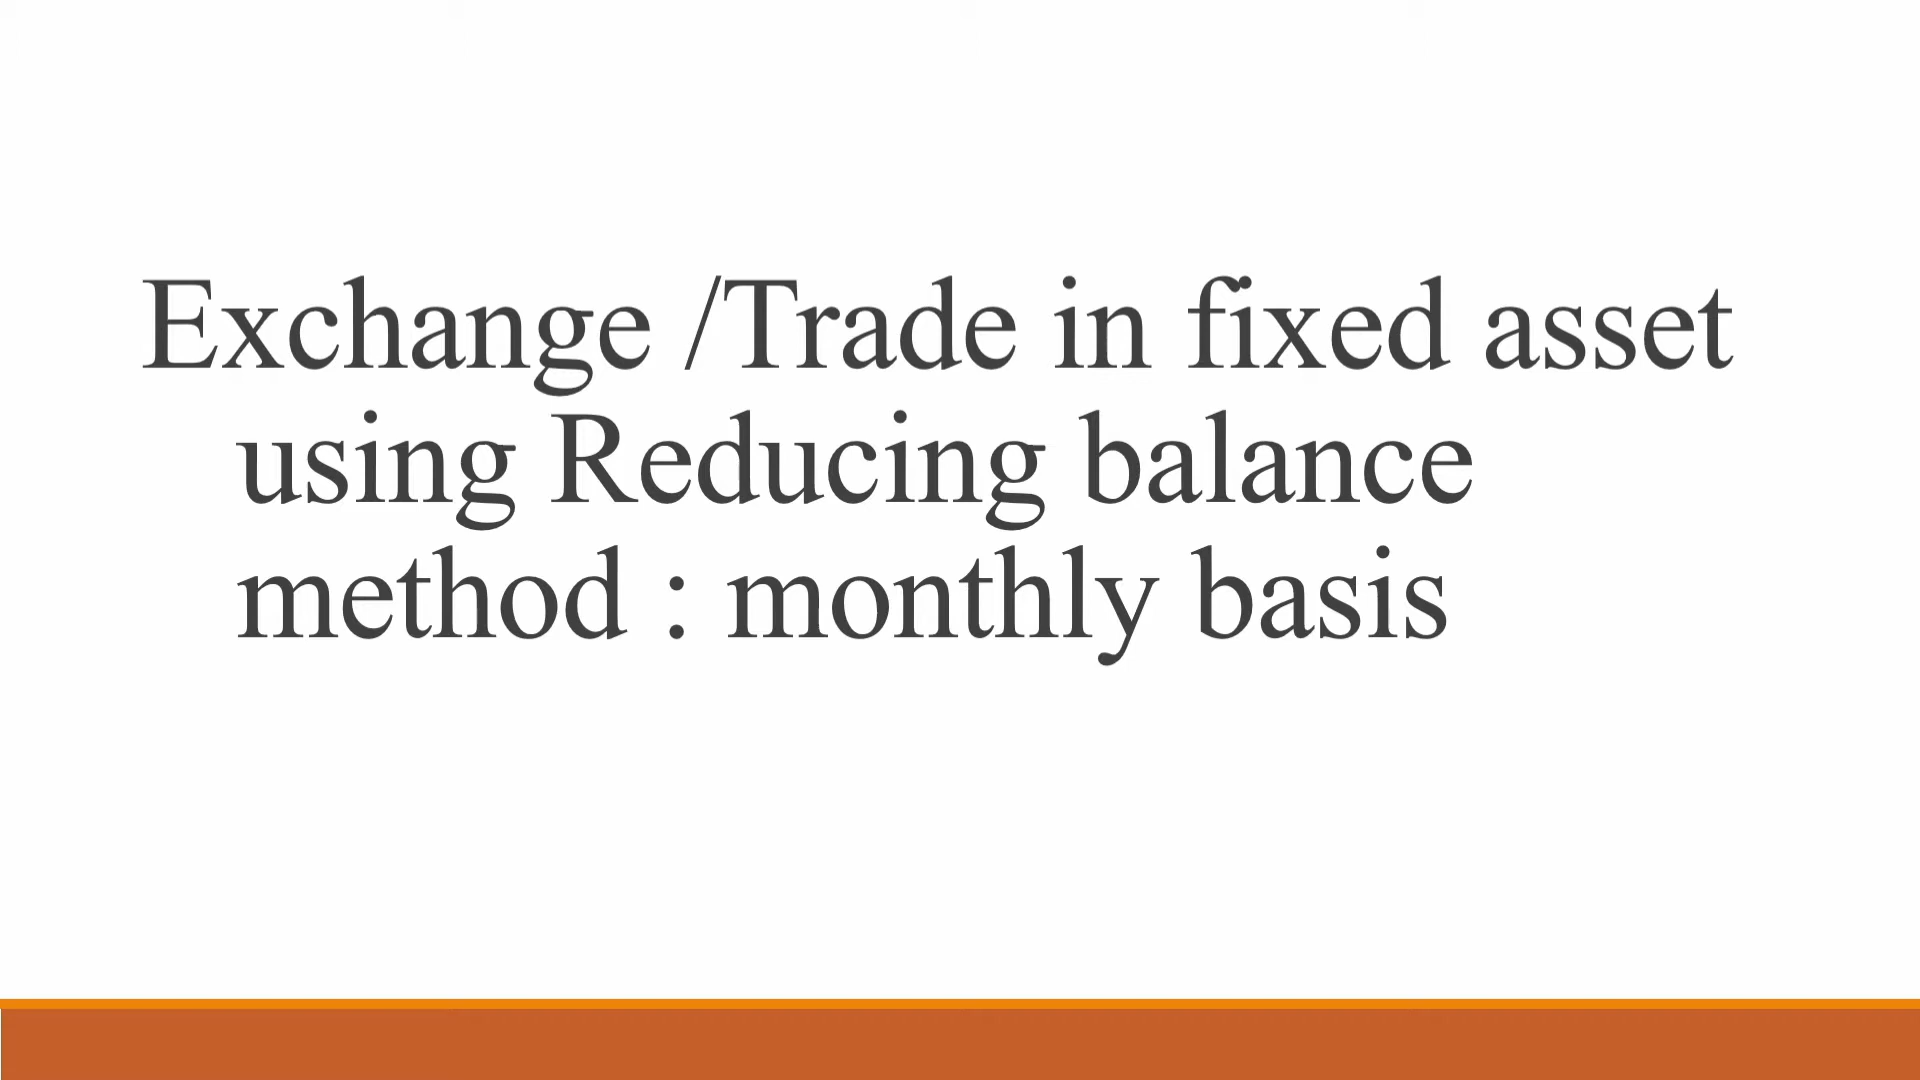 Exchange /Trade in fixed asset
using Reducing balance
method : monthly basis